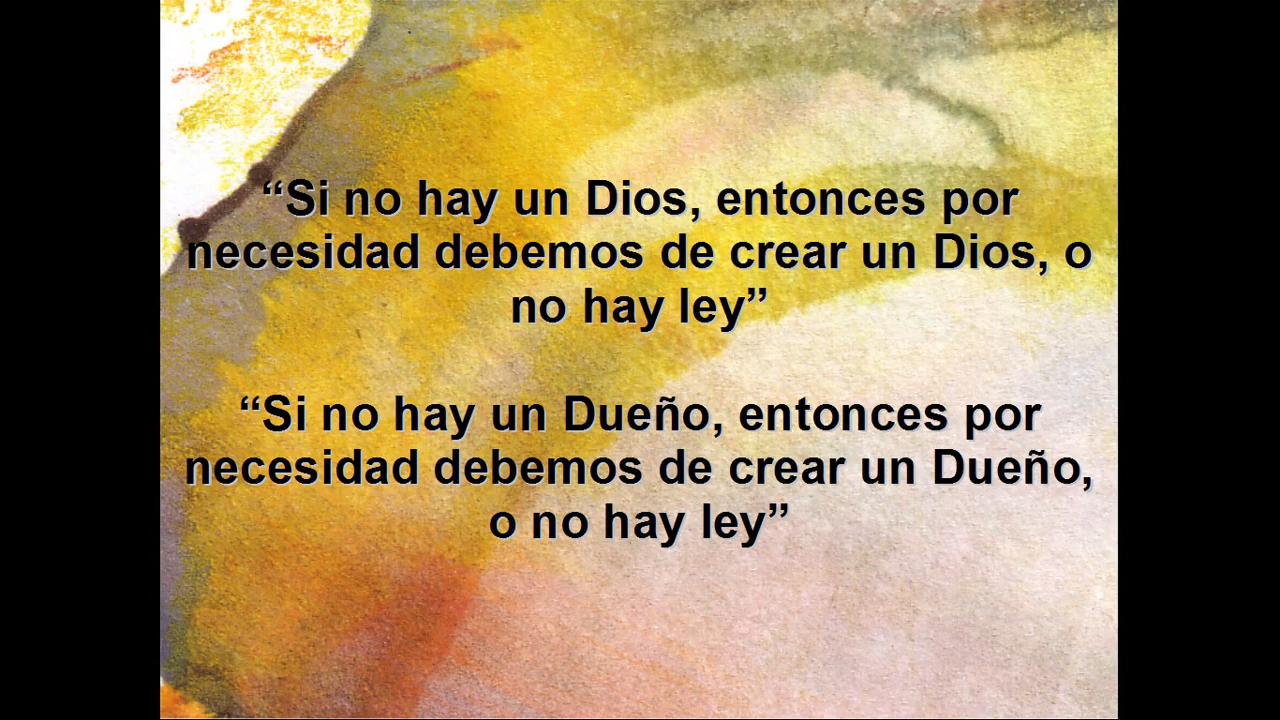 “Si no hay un Dios, entonces por
necesidad debemos de crear un Dios, o
no hay ley”
“Si no hay un Dueño, entonces por
necesidad debemos de crear un Dueño,
o no hay ley”